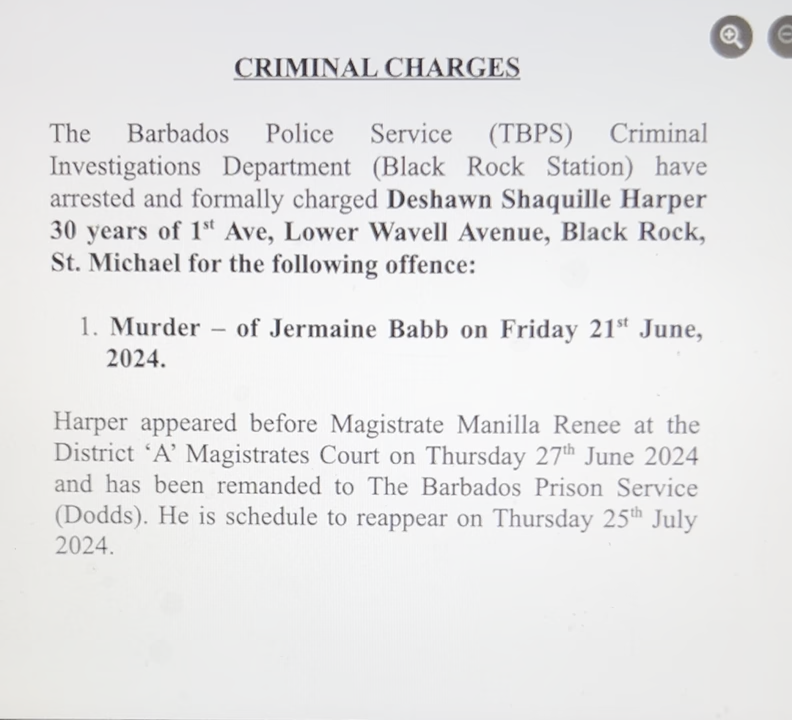 CRIMINAL CHARGES
The Barbados Police Service (TBPS) Criminal
Investigations Department (Black Rock Station) have
arrested and formally charged Deshawn Shaquille Harper
30 years of 1st Ave, Lower Wavell Avenue, Black Rock,
St. Michael for the following offence:
1. Murder – of Jermaine Babb on Friday 21st June,
2024.
Harper appeared before Magistrate Manilla Renee at the
District ‘A’ Magistrates Court on Thursday 27th June 2024
and has been remanded to The Barbados Prison Service
(Dodds). He is schedule to reappear on Thursday 25th July
2024.